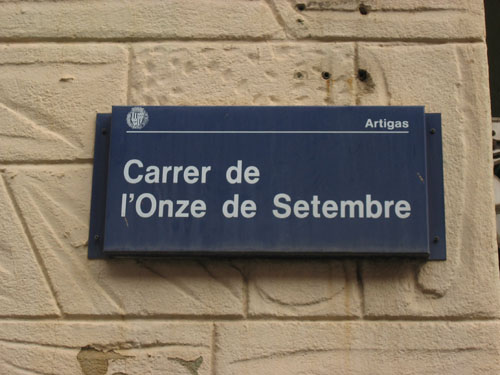 Artigas
Carrer de
l'Onze de Setembre